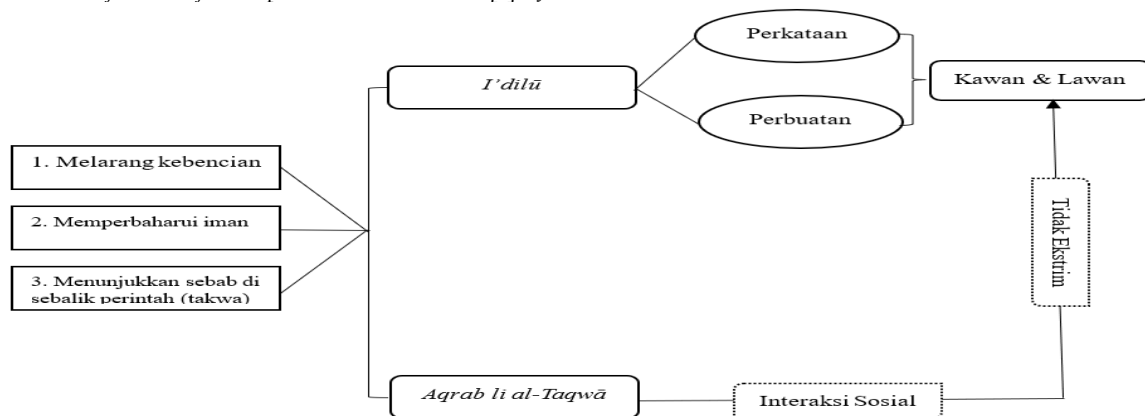 Perkataan
I'dilū
Kawan & Lawan
Perbuatan
1. Melarang kebencian
2. Memperbaharui iman
3. Menunjukkan sebab di
sebalik perintah (takwa)
Tidak Ekstrim
Aqrab li al-Taqwā
Interaksi Sosial